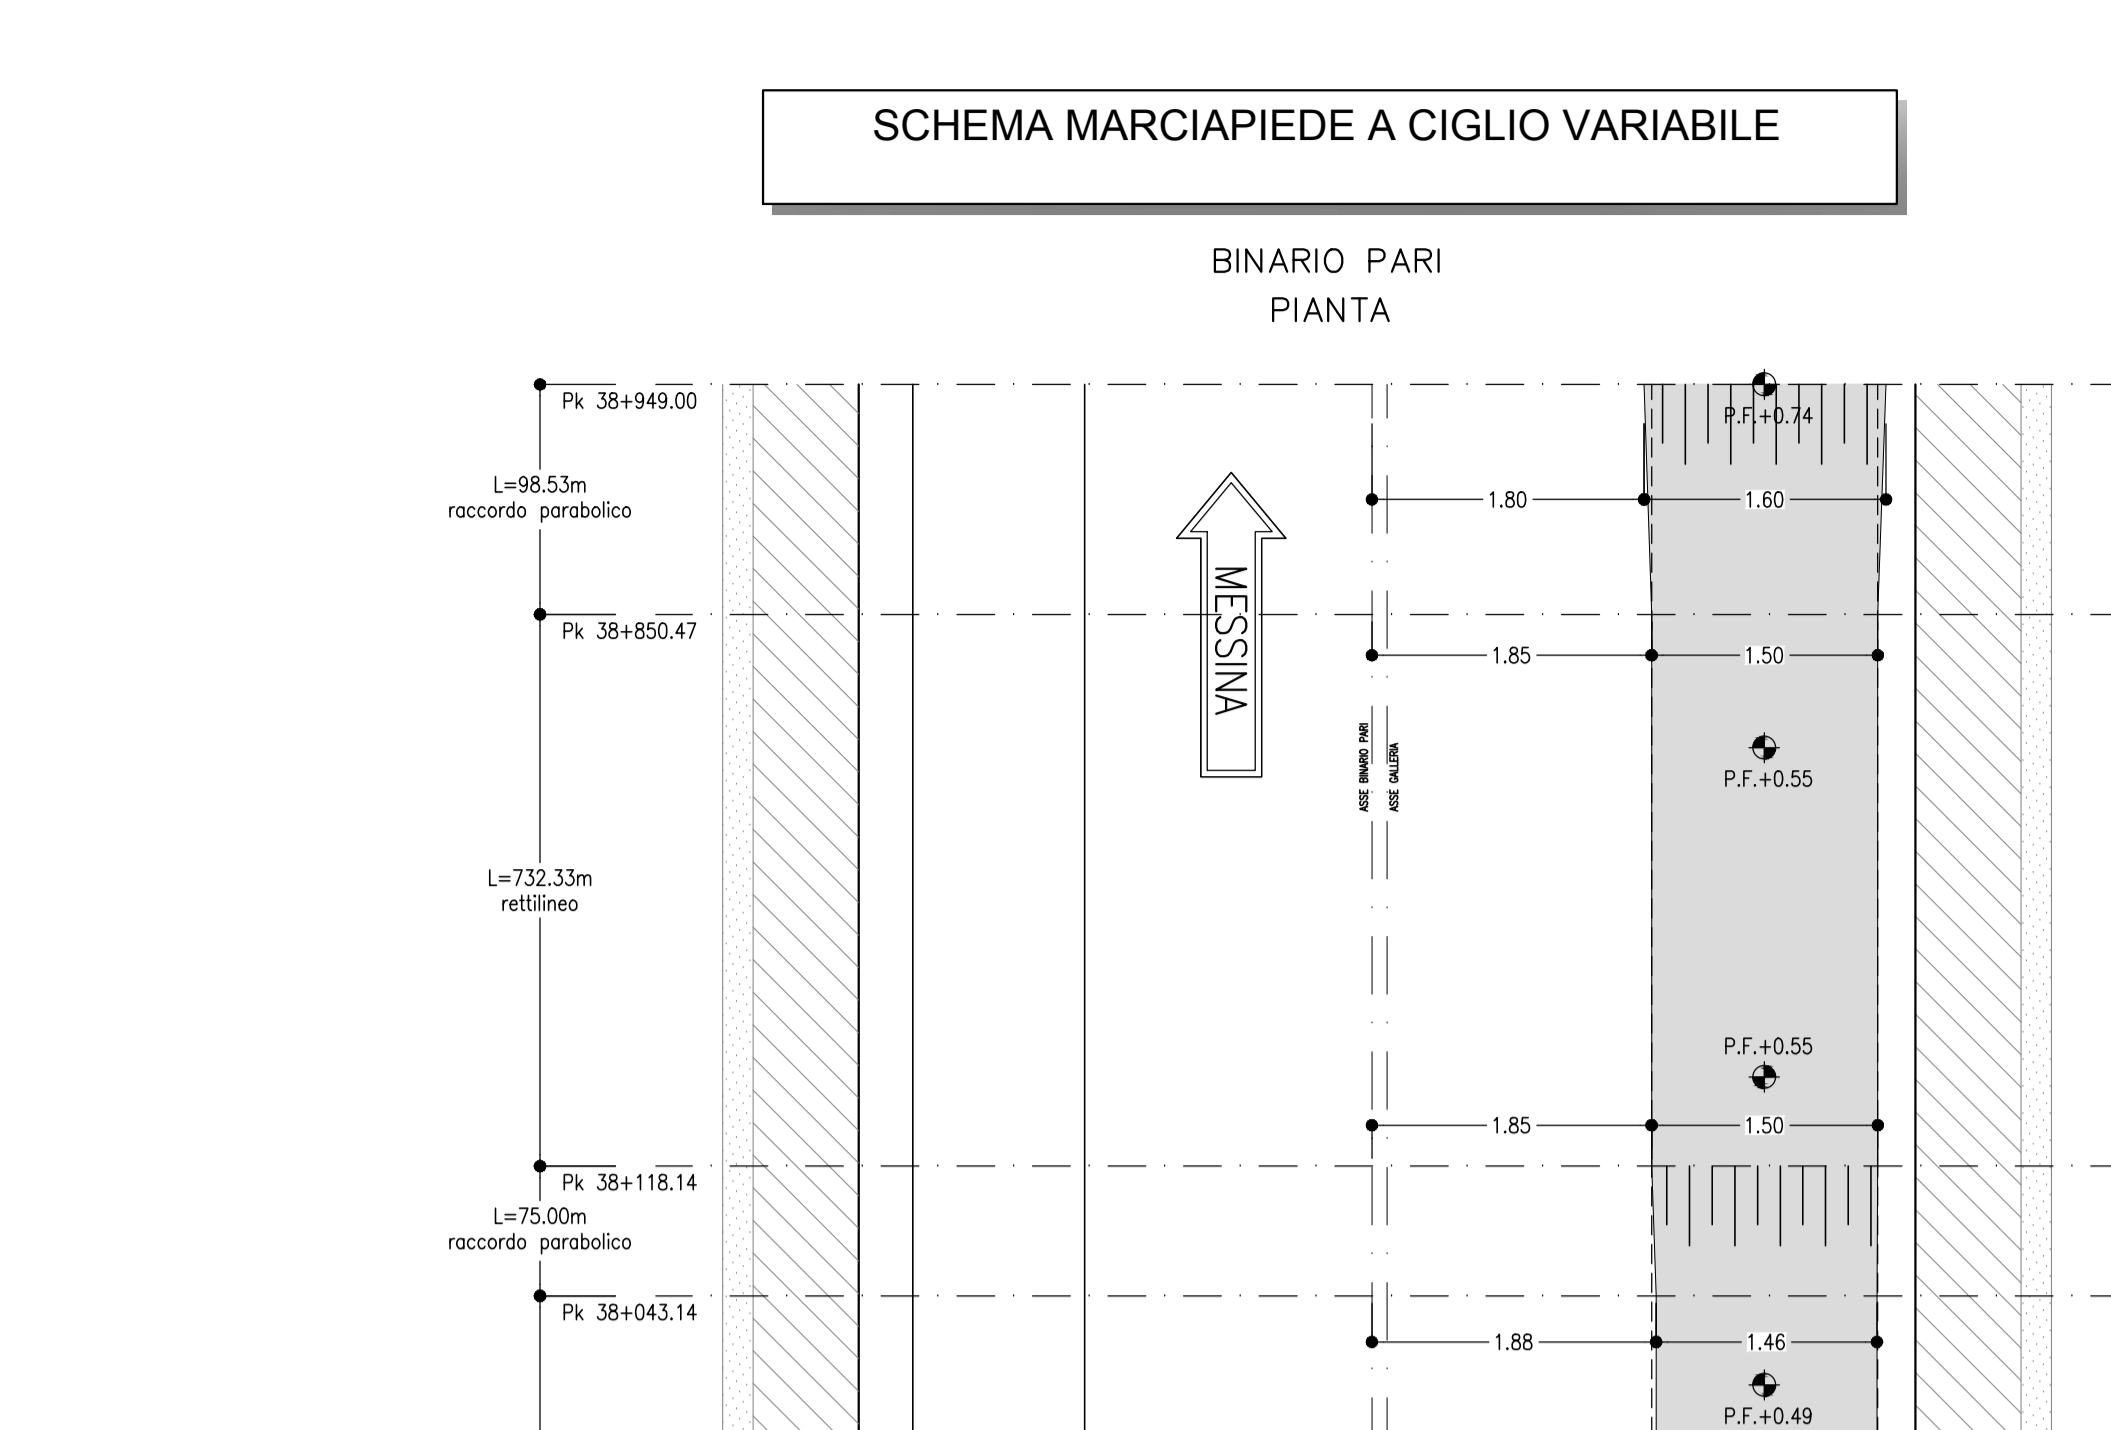 SCHEMA MARCIAPIEDE A CIGLIO VARIABILE
BINARIO PARI
PIANTA
Pk 38+949.00
P.F.+0.74
L=98.53m
raccordo parabolico
1.80
1.60
MESSINA
Pk 38+850.47
1.85
1.50
ASSE BINARIO PARI
ASSE GALLERIA
P.F.+0.55
L=732.33m
rettilineo
P.F.+0.55
1.85
1.50
Pk 38+118.14
L=75.00m
raccordo parabolico
Pk 38+043.14
1.88
1.46
P.F.+0.49